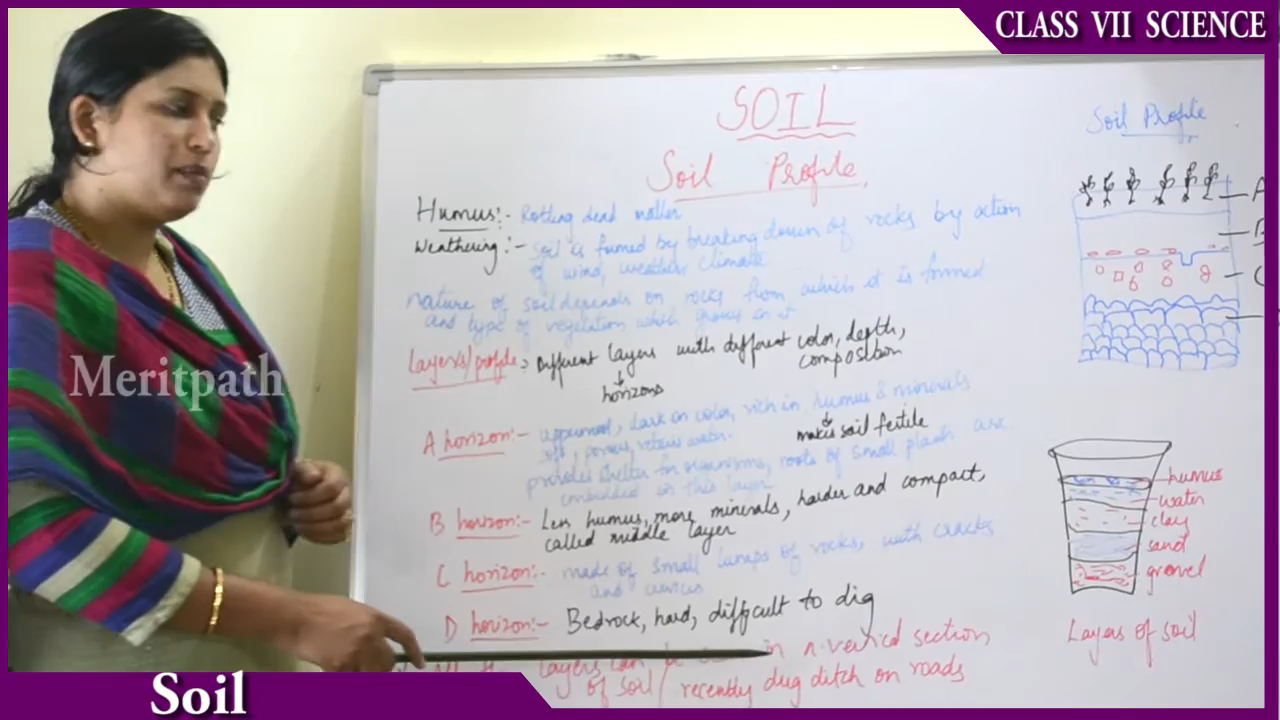 CLASS VII SCIENCE
SOIL
Soil Profile
Humus:- Rotting dead matter
Weathering:- Soil is formed by breaking down of rocks by action
of wind, weather climate
nature of soil depends on rocks from which it is formed
and type of vegetation which grows in it
Layers/profile: Different layers with different color, depth,
composition
horizons
A horizon:- uppermost, dark in color, rich in humus & minerals
makes soil fertile
soft, porous, retains water.
provides shelter for organisms, roots of small plants are
embedded in this layer
B horizon:- Less humus, more minerals, harder and compact,
called middle layer
C horizon:- made of small lumps of rocks, with cracks
and
D horizon:- Bedrock, hard, difficult to dig
layers can in a vertical section
of soil / recently dug ditch on roads
Soil Profile
A
B
C
humus
water
clay
sand
gravel
Layers of soil
Meritpath
Soil